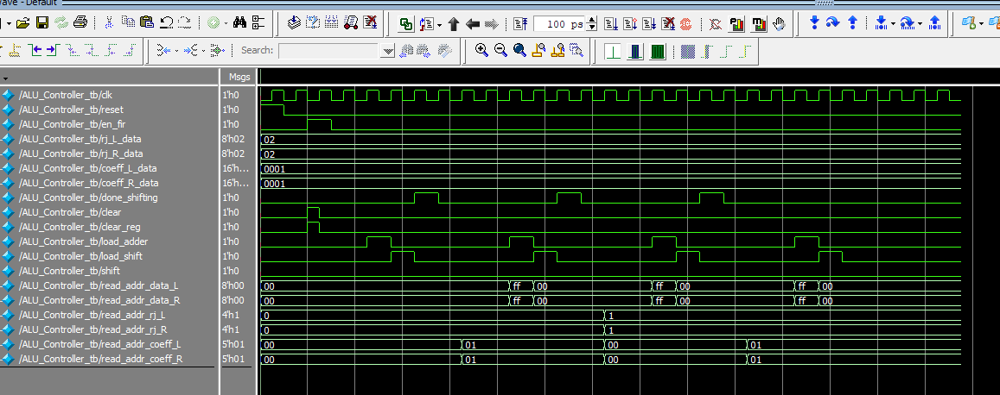 Wave - Default
100 ps
Search:
Msgs
/ALU_Controller_tb/clk 1'h0
/ALU_Controller_tb/reset 1'h0
/ALU_Controller_tb/en_fir 1'h0
/ALU_Controller_tb/rj_L_data 8'h02 02
/ALU_Controller_tb/rj_R_data 8'h02 02
/ALU_Controller_tb/coeff_L_data 16'h... 0001
/ALU_Controller_tb/coeff_R_data 16'h... 0001
/ALU_Controller_tb/done_shifting 1'h0
/ALU_Controller_tb/clear 1'h0
/ALU_Controller_tb/clear_reg 1'h0
/ALU_Controller_tb/load_adder 1'h0
/ALU_Controller_tb/load_shift 1'h0
/ALU_Controller_tb/shift 1'h0
/ALU_Controller_tb/read_addr_data_L 8'h00 00 ff 00 ff 00 ff 00
/ALU_Controller_tb/read_addr_data_R 8'h00 00 ff 00 ff 00 ff 00
/ALU_Controller_tb/read_addr_rj_L 4'h1 0 1
/ALU_Controller_tb/read_addr_rj_R 4'h1 0 1
/ALU_Controller_tb/read_addr_coeff_L 5'h01 00 01 00 01
/ALU_Controller_tb/read_addr_coeff_R 5'h01 00 01 00 01